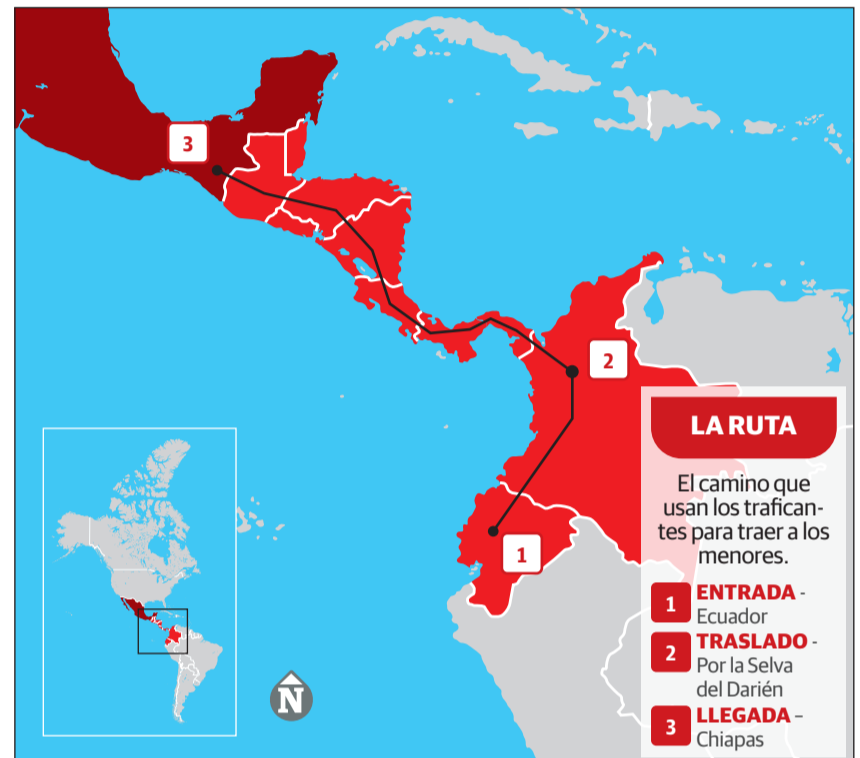 3
2
1
N
LA RUTA
El camino que
usan los trafican-
tes para traer a los
menores.
1 ENTRADA -
Ecuador
2 TRASLADO -
Por la Selva
del Darién
3 LLEGADA –
Chiapas